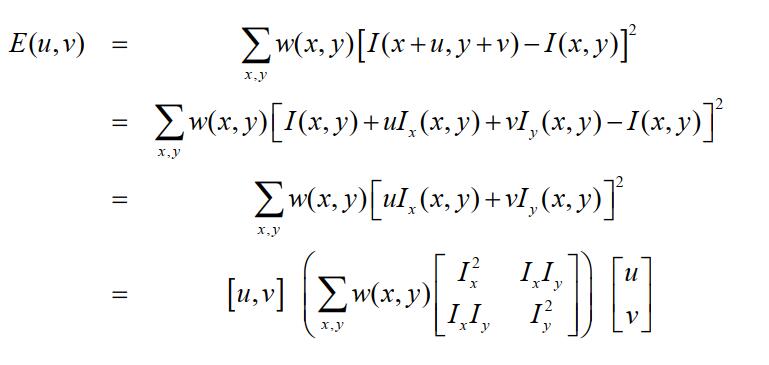 E(u,v) = ∑_{x,y} w(x,y)[I(x+u,y+v)−I(x,y)]²
= ∑_{x,y} w(x,y)[I(x,y)+uI_x(x,y)+vI_y(x,y)−I(x,y)]²
= ∑_{x,y} w(x,y)[uI_x(x,y)+vI_y(x,y)]²
= [u,v] (∑_{x,y} w(x,y) [I_x² I_xI_y; I_xI_y I_y²]) [u; v]